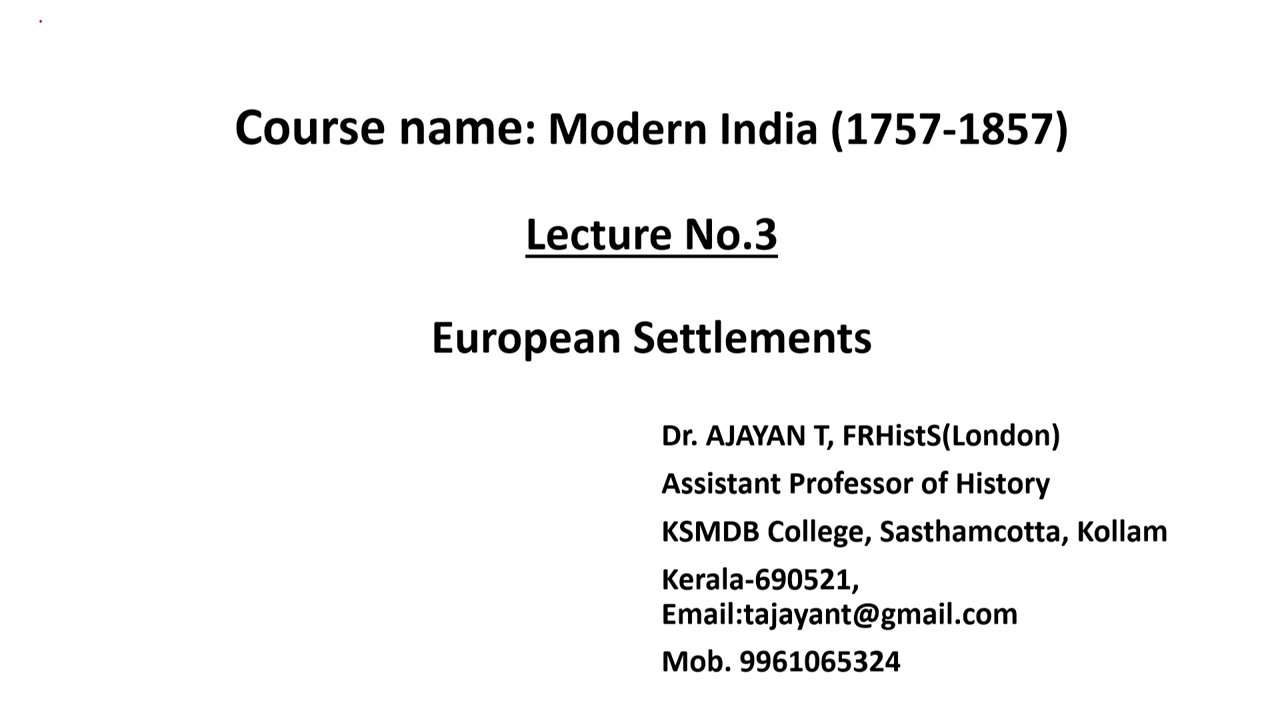 Course name: Modern India (1757-1857)
Lecture No.3
European Settlements
Dr. AJAYAN T, FRHistS(London)
Assistant Professor of History
KSMDB College, Sasthamcotta, Kollam
Kerala-690521,
Email:tajayant@gmail.com
Mob. 9961065324